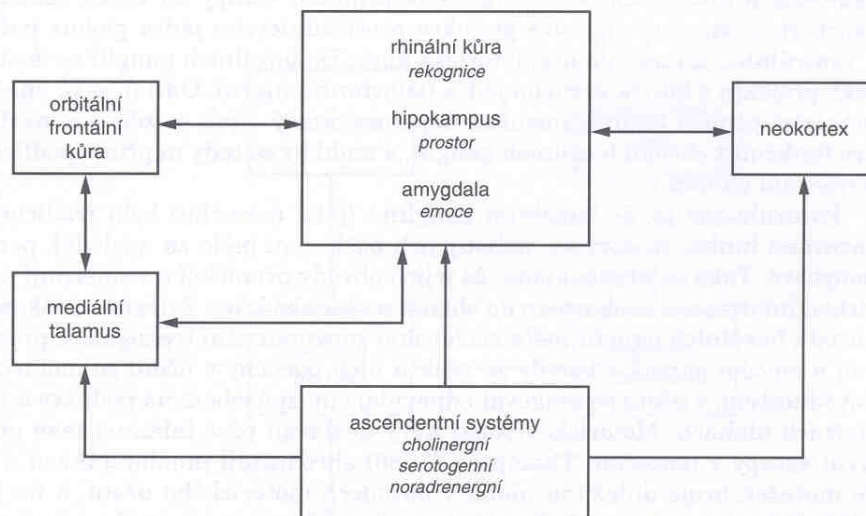 rhinální kůra
rekognice
hipokampus
prostor
amygdala
emoce
orbitální
frontální
kůra
neokortex
mediální
talamus
ascendentní systémy
cholinergní
serotogenní
noradrenergní